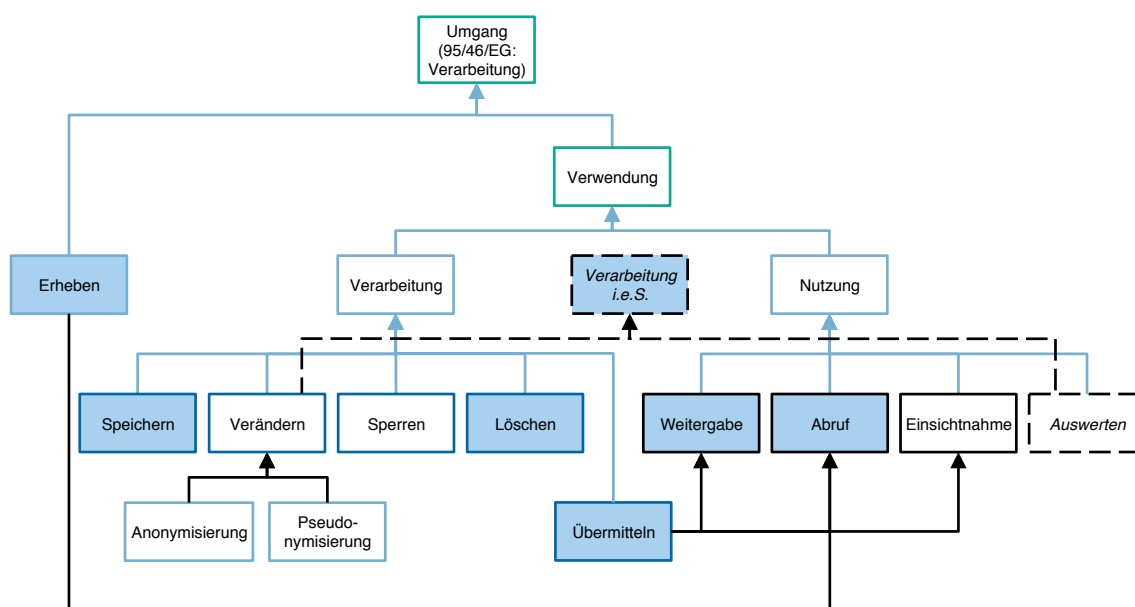 Umgang
(95/46/EG:
Verarbeitung)
Verwendung
Erheben
Verarbeitung
Verarbeitung
i.e.S.
Nutzung
Speichern
Verändern
Sperren
Löschen
Weitergabe
Abruf
Einsichtnahme
Auswerten
Anonymisierung
Pseudo-
nymisierung
Übermitteln